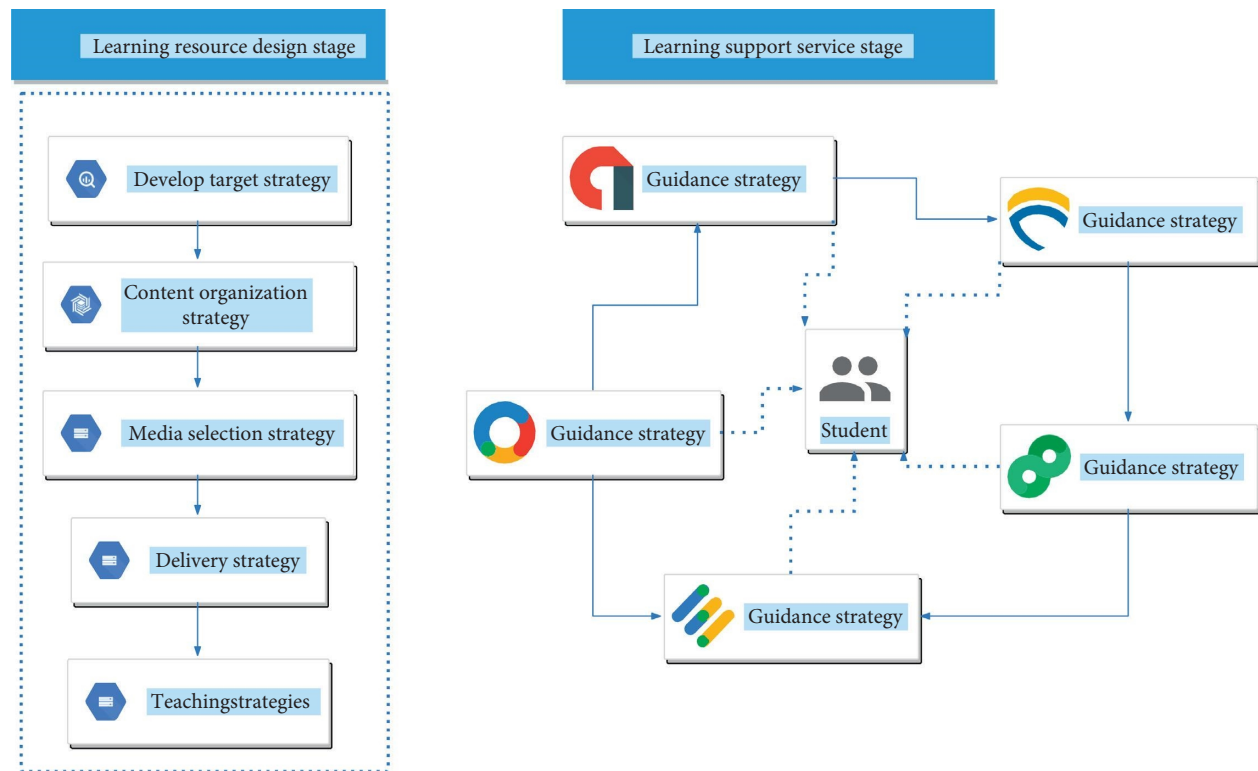 Learning resource design stage
Learning support service stage
Develop target strategy
Content organization
strategy
Media selection strategy
Delivery strategy
Teachingstrategies
Guidance strategy
Guidance strategy
Student
Guidance strategy
Guidance strategy
Guidance strategy